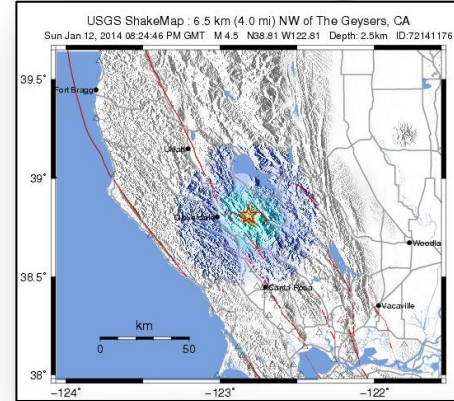 USGS ShakeMap : 6.5 km (4.0 mi) NW of The Geysers, CA
Sun Jan 12, 2014 08:24:46 PM GMT M 4.5 N38.81 W122.81 Depth: 2.5km ID:72141176
39.5˚
Fort Bragg
Ukiah
39˚
Cloverdale
Woodla
38.5˚
Santa Rosa
Vacaville
km
0 50
38˚
-124˚ -123˚ -122˚